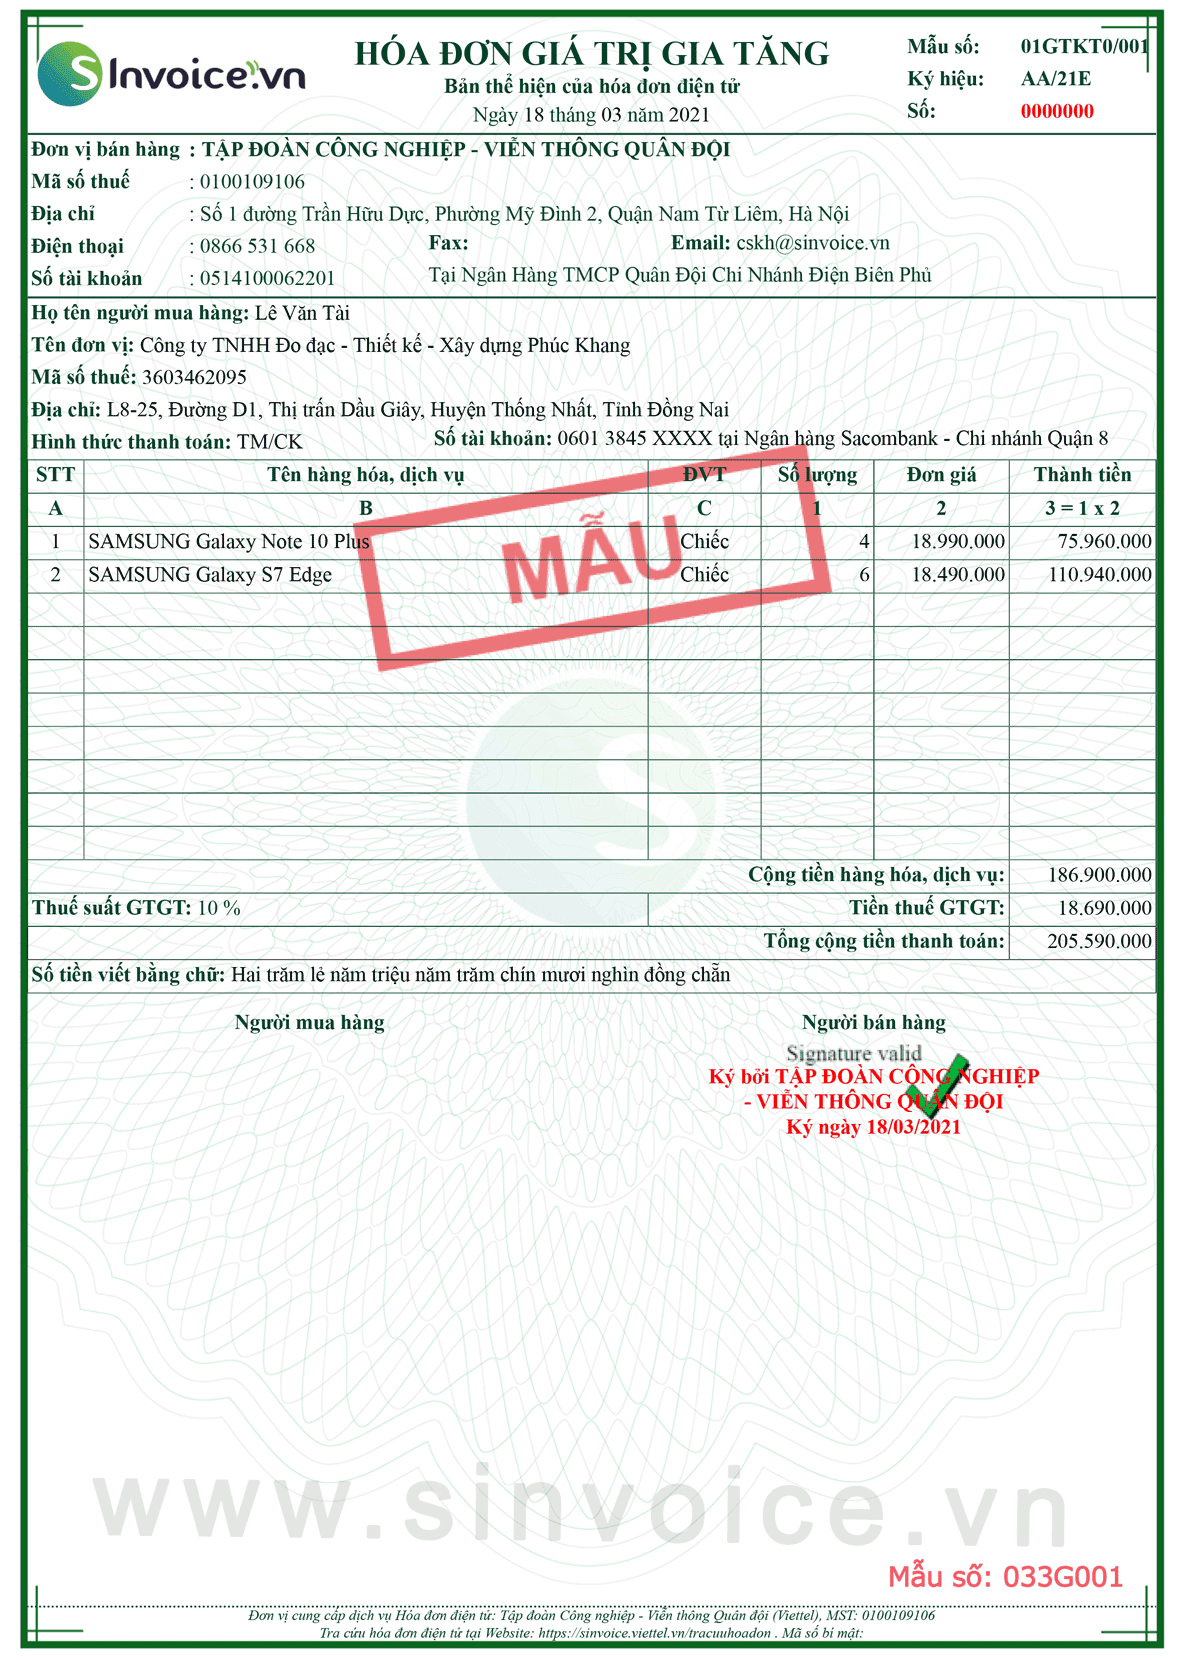 SInvoice.vn
HÓA ĐƠN GIÁ TRỊ GIA TĂNG
Bản thể hiện của hóa đơn điện tử
Ngày 18 tháng 03 năm 2021
Mẫu số: 01GTKT0/001
Ký hiệu: AA/21E
Số: 0000000
Đơn vị bán hàng : TẬP ĐOÀN CÔNG NGHIỆP - VIỄN THÔNG QUÂN ĐỘI
Mã số thuế : 0100109106
Địa chỉ : Số 1 đường Trần Hữu Dực, Phường Mỹ Đình 2, Quận Nam Từ Liêm, Hà Nội
Điện thoại : 0866 531 668 Fax: Email: cskh@sinvoice.vn
Số tài khoản : 0514100062201 Tại Ngân Hàng TMCP Quân Đội Chi Nhánh Điện Biên Phủ
Họ tên người mua hàng: Lê Văn Tài
Tên đơn vị: Công ty TNHH Đo đạc - Thiết kế - Xây dựng Phúc Khang
Mã số thuế: 3603462095
Địa chỉ: L8-25, Đường D1, Thị trấn Dầu Giây, Huyện Thống Nhất, Tỉnh Đồng Nai
Hình thức thanh toán: TM/CK Số tài khoản: 0601 3845 XXXX tại Ngân hàng Sacombank - Chi nhánh Quận 8
STT Tên hàng hóa, dịch vụ ĐVT Số lượng Đơn giá Thành tiền
A B C 1 2 3 = 1 x 2
1 SAMSUNG Galaxy Note 10 Plus Chiếc 4 18.990.000 75.960.000
2 SAMSUNG Galaxy S7 Edge Chiếc 6 18.490.000 110.940.000
MẪU
Cộng tiền hàng hóa, dịch vụ: 186.900.000
Thuế suất GTGT: 10 % Tiền thuế GTGT: 18.690.000
Tổng cộng tiền thanh toán: 205.590.000
Số tiền viết bằng chữ: Hai trăm lẻ năm triệu năm trăm chín mươi nghìn đồng chẵn
Người mua hàng Người bán hàng
Signature valid
Ký bởi TẬP ĐOÀN CÔNG NGHIỆP
- VIỄN THÔNG QUÂN ĐỘI
Ký ngày 18/03/2021
www.sinvoice.vn
Mẫu số: 033G001
Đơn vị cung cấp dịch vụ Hóa đơn điện tử: Tập đoàn Công nghiệp - Viễn thông Quân đội (Viettel), MST: 0100109106
Tra cứu hóa đơn điện tử tại Website: https://sinvoice.viettel.vn/tracuuhoadon . Mã số bí mật: